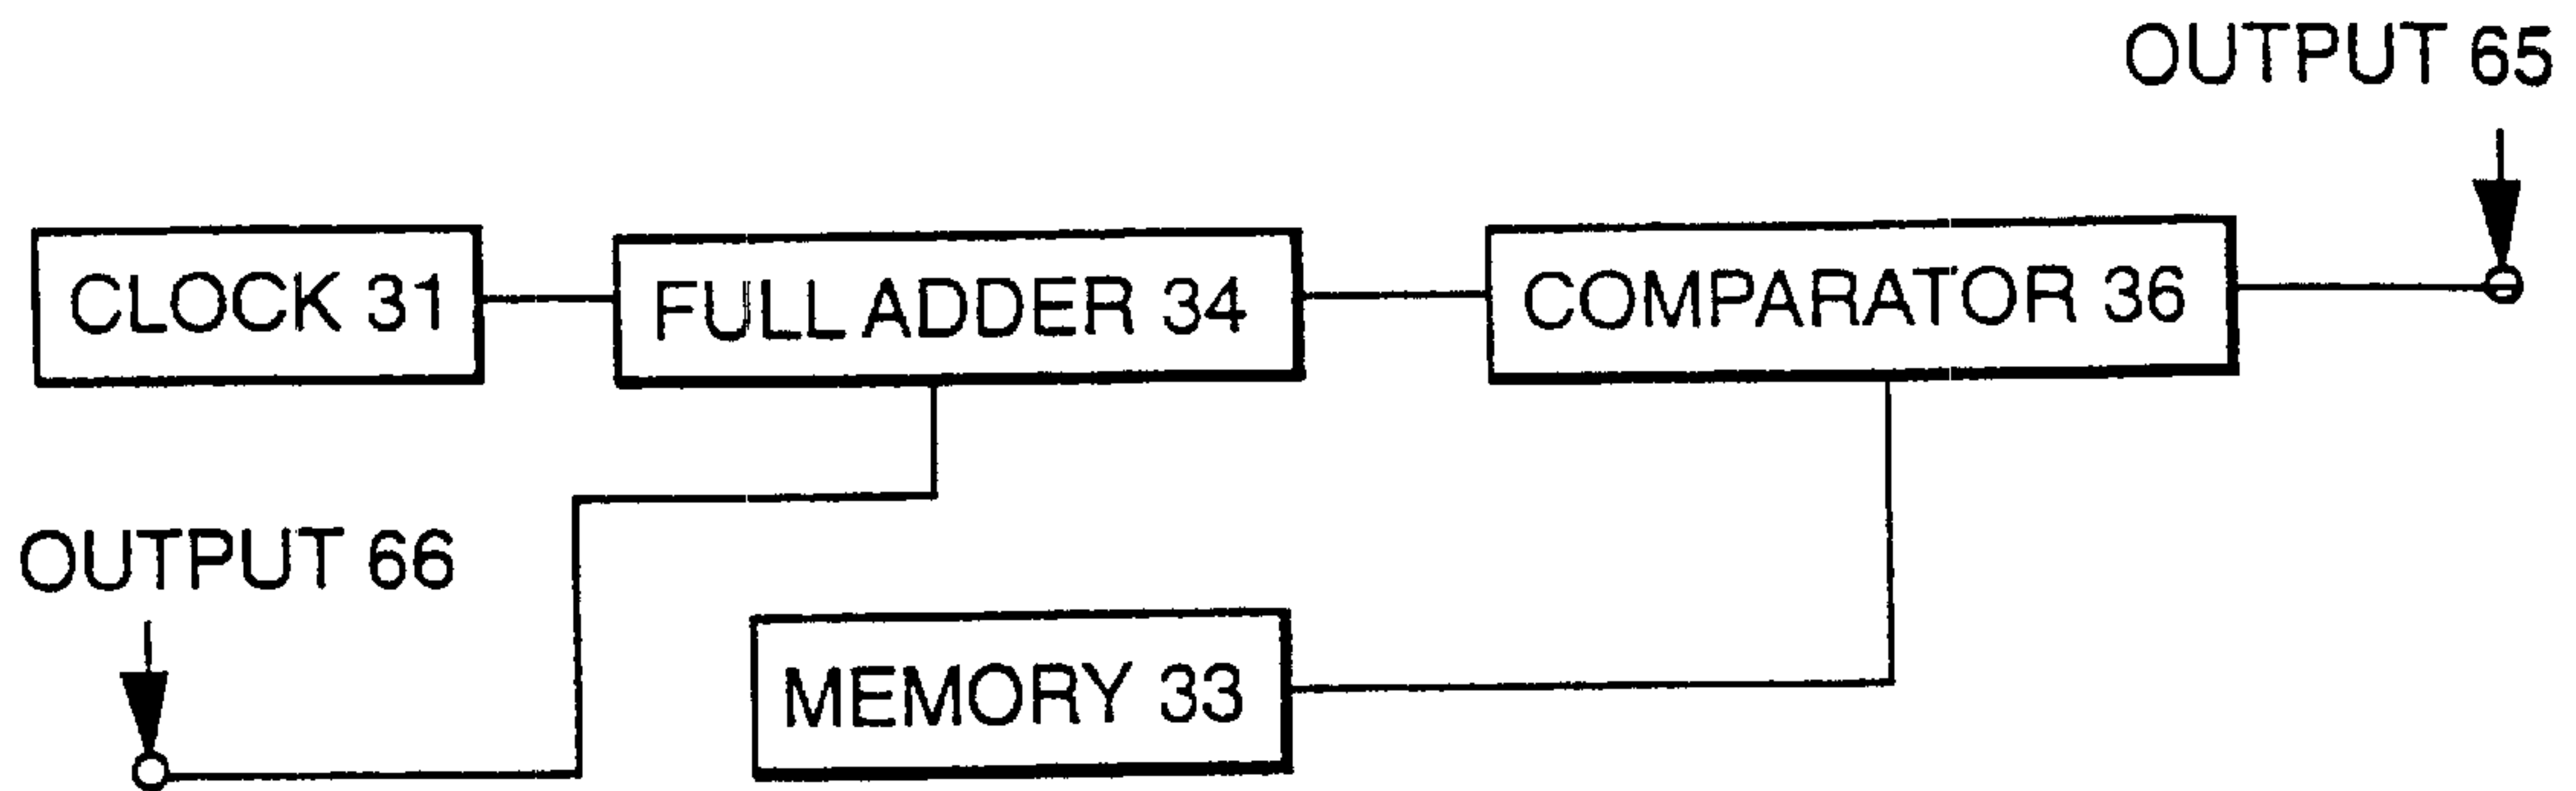 OUTPUT 65
CLOCK 31
FULL ADDER 34
COMPARATOR 36
OUTPUT 66
MEMORY 33